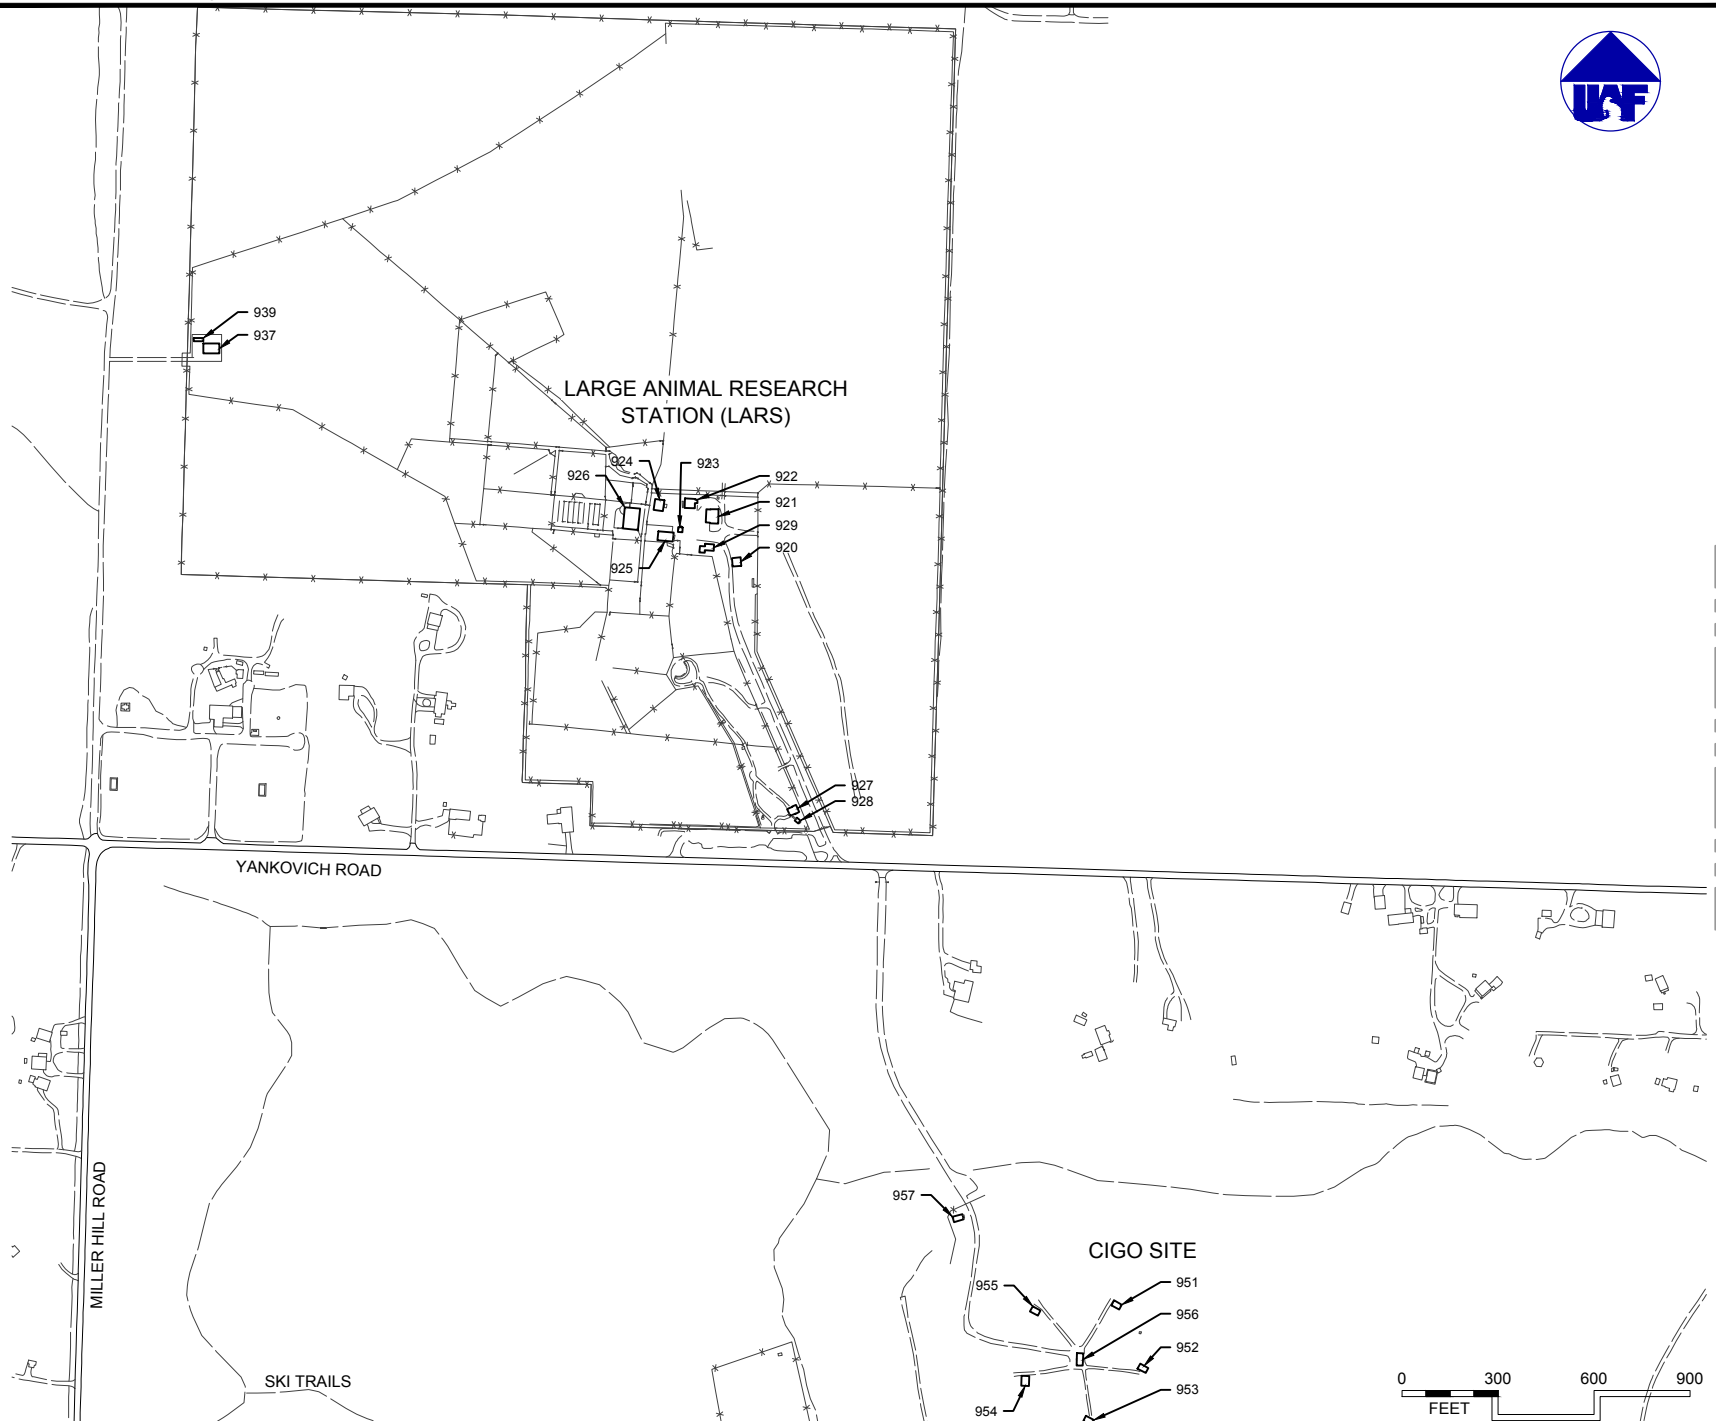 UAF
939
937
LARGE ANIMAL RESEARCH
STATION (LARS)
924
923
926
922
921
929
920
925
927
928
YANKOVICH ROAD
MILLER HILL ROAD
957
CIGO SITE
955
951
956
952
953
954
SKI TRAILS
0 300 600 900
FEET